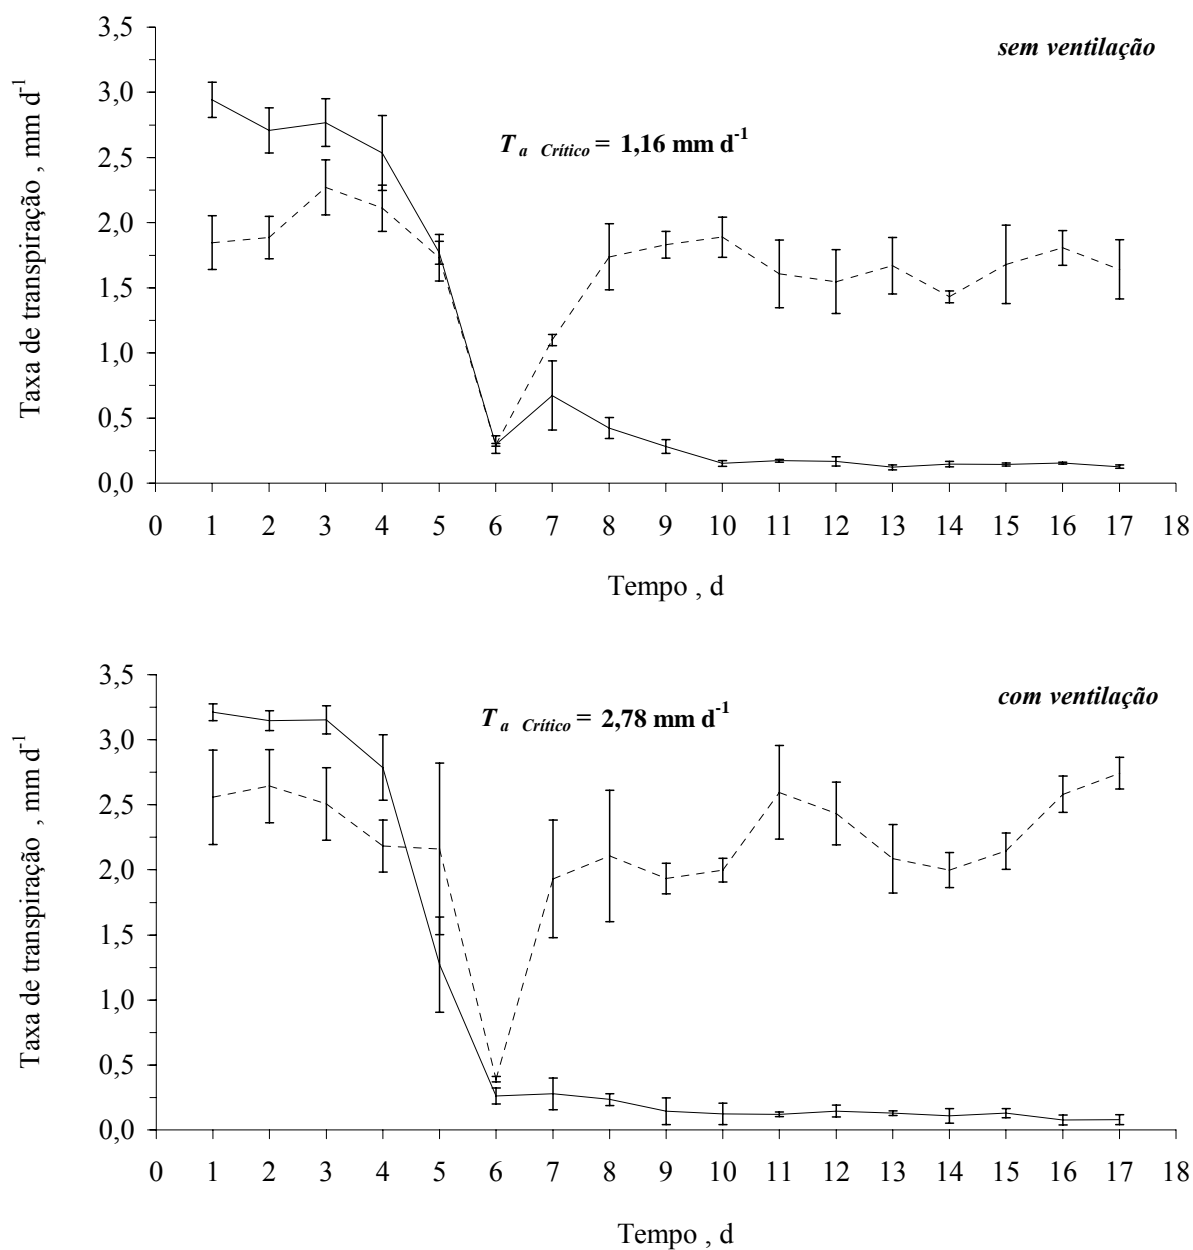 3,5
sem ventilação
3,0
T a Crítico = 1,16 mm d-1
2,5
2,0
1,5
1,0
0,5
0,0
Taxa de transpiração , mm d-1
0 1 2 3 4 5 6 7 8 9 10 11 12 13 14 15 16 17 18
Tempo , d
3,5
com ventilação
T a Crítico = 2,78 mm d-1
3,0
2,5
2,0
1,5
1,0
0,5
0,0
Taxa de transpiração , mm d-1
0 1 2 3 4 5 6 7 8 9 10 11 12 13 14 15 16 17 18
Tempo , d